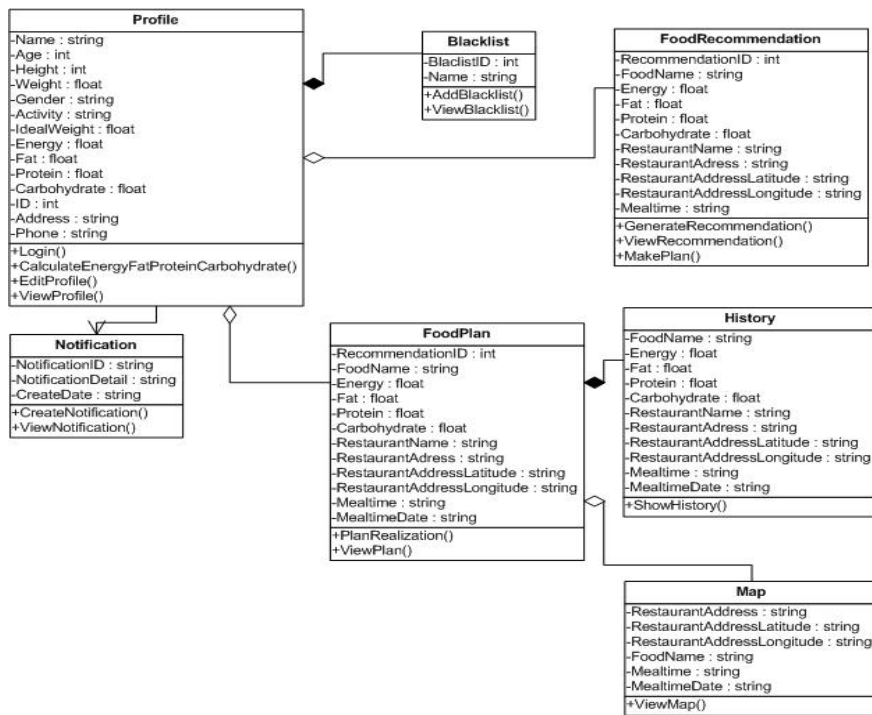 Profile
-Name : string
-Age : int
-Height : int
-Weight : float
-Gender : string
-Activity : string
-IdealWeight : float
-Energy : float
-Fat : float
-Protein : float
-Carbohydrate : float
-ID : int
-Address : string
-Phone : string
+Login()
+CalculateEnergyFatProteinCarbohydrate()
+EditProfile()
+ViewProfile()
Blacklist
-BlaclistID : int
-Name : string
+AddBlacklist()
+ViewBlacklist()
FoodRecommendation
-RecommendationID : int
-FoodName : string
-Energy : float
-Fat : float
-Protein : float
-Carbohydrate : float
-RestaurantName : string
-RestaurantAdress : string
-RestaurantAddressLatitude : string
-RestaurantAddressLongitude : string
-Mealtime : string
+GenerateRecommendation()
+ViewRecommendation()
+MakePlan()
Notification
-NotificationID : string
-NotificationDetail : string
-CreateDate : string
+CreateNotification()
+ViewNotification()
FoodPlan
-RecommendationID : int
-FoodName : string
-Energy : float
-Fat : float
-Protein : float
-Carbohydrate : float
-RestaurantName : string
-RestaurantAdress : string
-RestaurantAddressLatitude : string
-RestaurantAddressLongitude : string
-Mealtime : string
-MealtimeDate : string
+PlanRealization()
+ViewPlan()
History
-FoodName : string
-Energy : float
-Fat : float
-Protein : float
-Carbohydrate : float
-RestaurantName : string
-RestaurantAdress : string
-RestaurantAddressLatitude : string
-RestaurantAddressLongitude : string
-Mealtime : string
-MealtimeDate : string
+ShowHistory()
Map
-RestaurantAddress : string
-RestaurantAddressLatitude : string
-RestaurantAddressLongitude : string
-FoodName : string
-Mealtime : string
-MealtimeDate : string
+ViewMap()